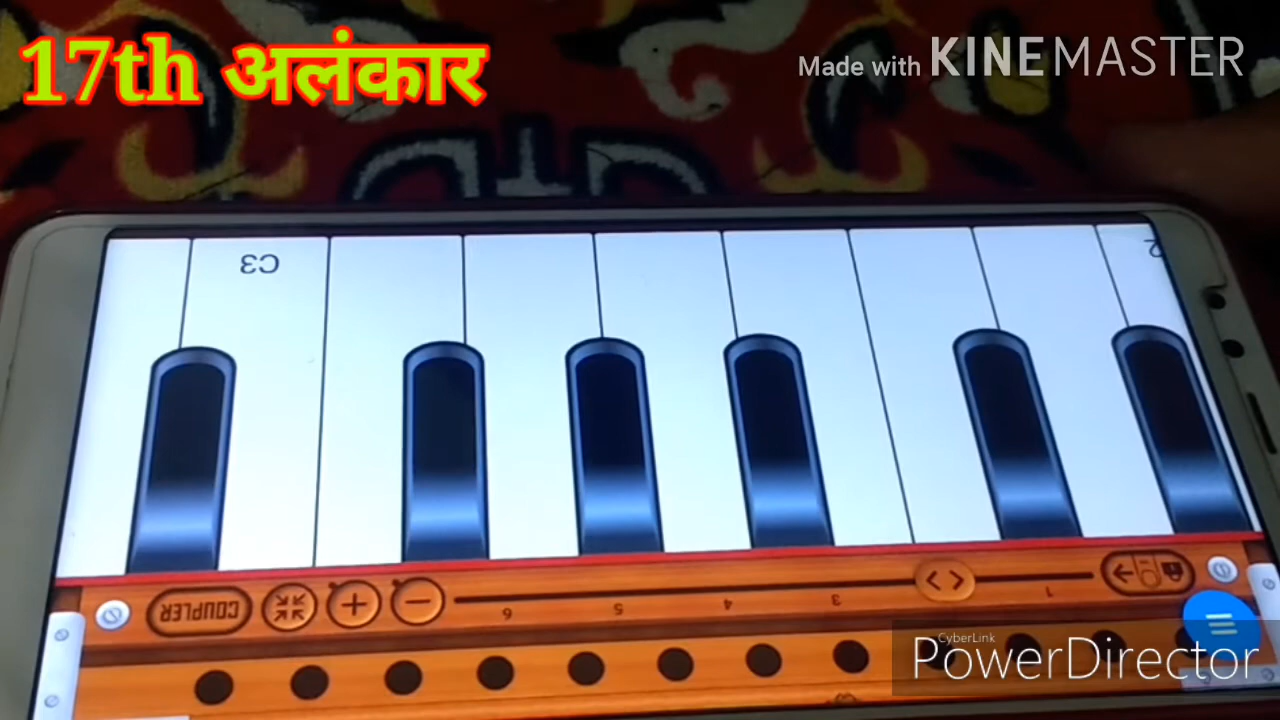 17th अलंकार
Made with KINEMASTER
C3
COUPLER
6 5 4 3 1
CyberLink
PowerDirector